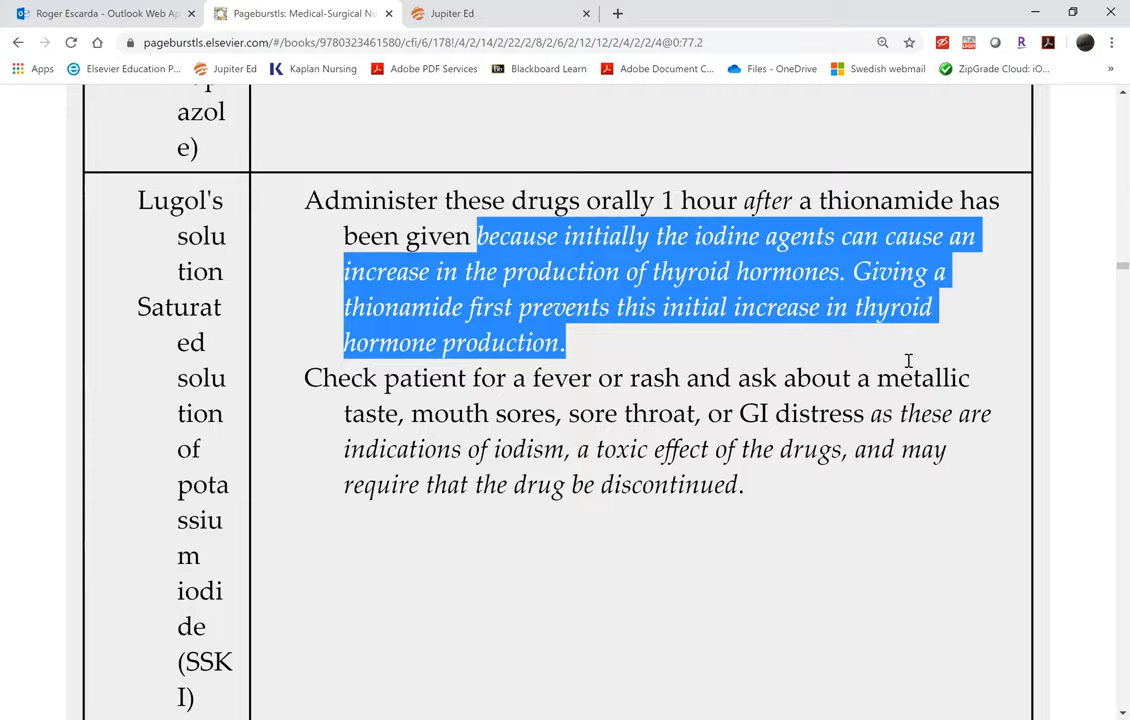 Roger Escarda - Outlook Web Ap
Pageburstls: Medical-Surgical Nu
Jupiter Ed
pageburstls.elsevier.com/#/books/9780323461580/cfi/6/178!/4/2/14/2/22/2/8/2/6/2/12/12/2/4/2/2/4@0:77.2
Apps
Elsevier Education P...
Jupiter Ed
Kaplan Nursing
Adobe PDF Services
Blackboard Learn
Adobe Document C...
Files - OneDrive
Swedish webmail
ZipGrade Cloud: iO...
»
azol
e)
Lugol's
solu
tion
Saturat
ed
solu
tion
of
pota
ssiu
m
iodi
de
(SSK
I)
Administer these drugs orally 1 hour after a thionamide has
been given because initially the iodine agents can cause an
increase in the production of thyroid hormones. Giving a
thionamide first prevents this initial increase in thyroid
hormone production.
Check patient for a fever or rash and ask about a metallic
taste, mouth sores, sore throat, or GI distress as these are
indications of iodism, a toxic effect of the drugs, and may
require that the drug be discontinued.